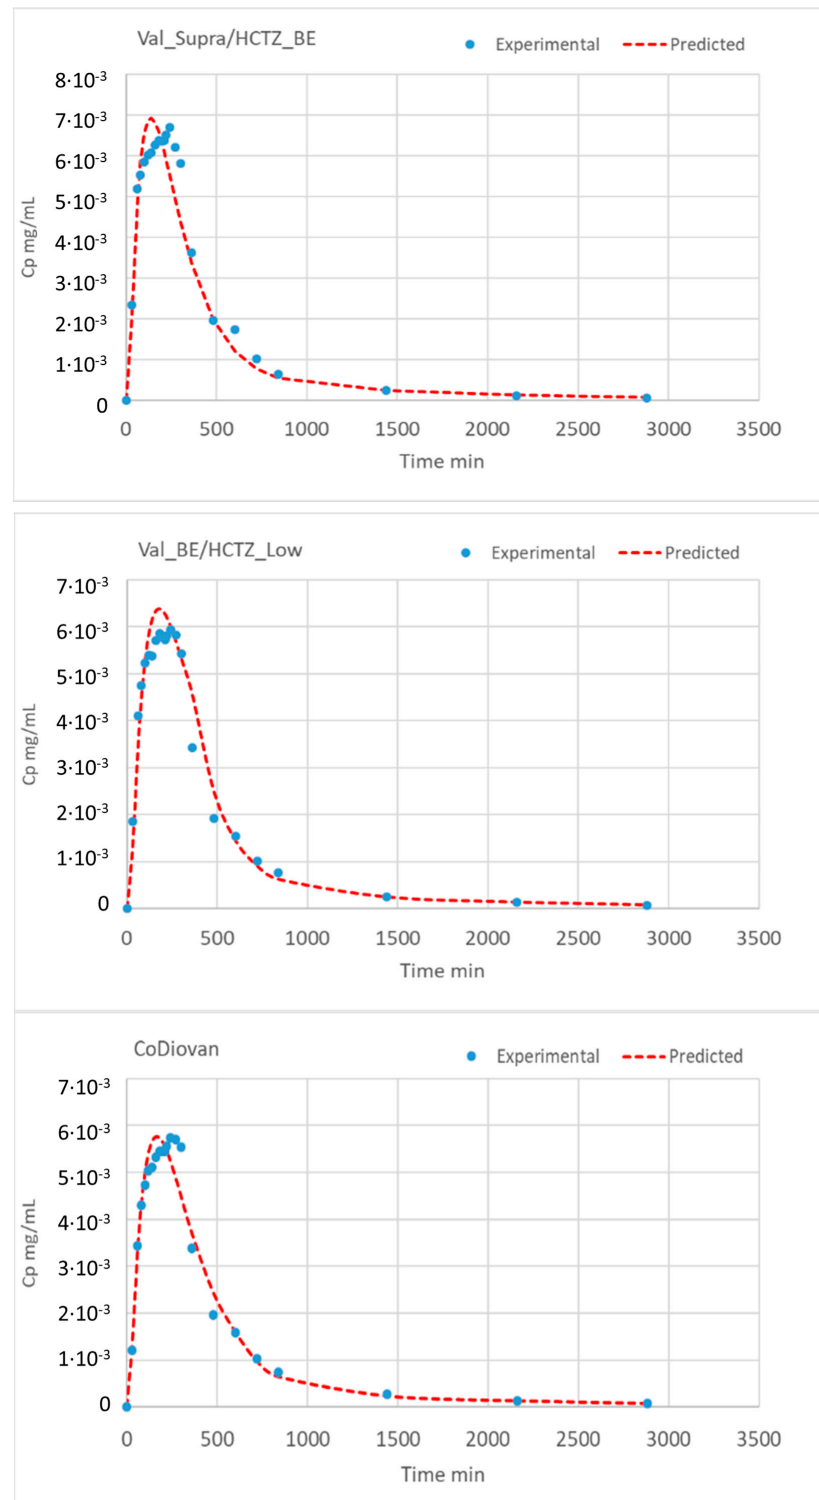 Val_Supra/HCTZ_BE
Experimental Predicted
8·10-3
7·10-3
6·10-3
5·10-3
4·10-3
3·10-3
2·10-3
1·10-3
0
Cp mg/mL
0 500 1000 1500 2000 2500 3000 3500
Time min
Val_BE/HCTZ_Low
Experimental Predicted
7·10-3
6·10-3
5·10-3
4·10-3
3·10-3
2·10-3
1·10-3
0
Cp mg/mL
0 500 1000 1500 2000 2500 3000 3500
Time min
CoDiovan
Experimental Predicted
7·10-3
6·10-3
5·10-3
4·10-3
3·10-3
2·10-3
1·10-3
0
Cp mg/mL
0 500 1000 1500 2000 2500 3000 3500
Time min